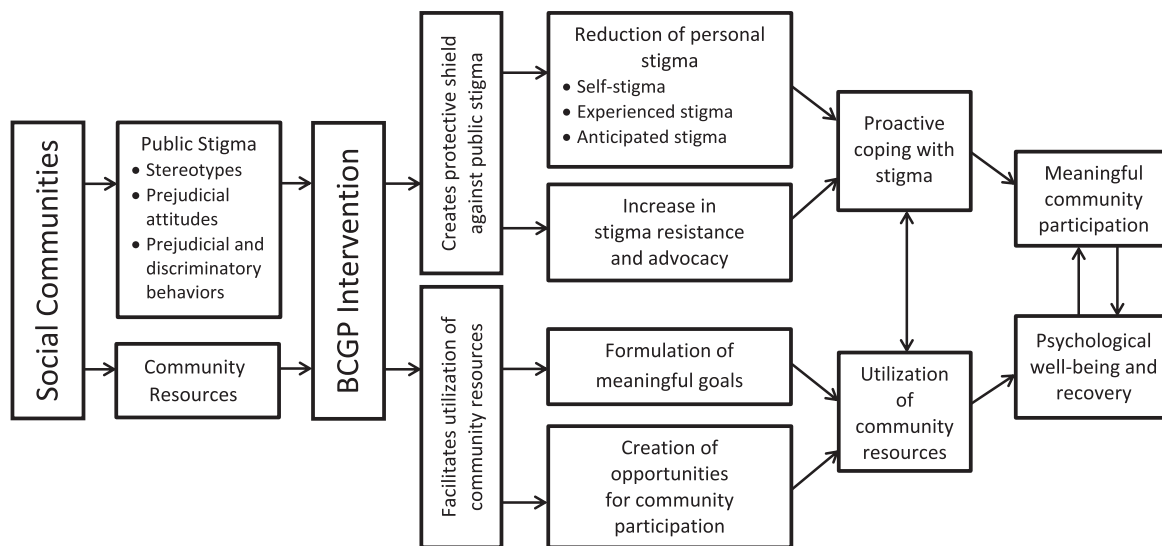 Social Communities
Public Stigma
• Stereotypes
• Prejudicial
attitudes
• Prejudicial and
discriminatory
behaviors
Community
Resources
BCGP Intervention
Creates protective shield
against public stigma
Facilitates utilization of
community resources
Reduction of personal
stigma
• Self-stigma
• Experienced stigma
• Anticipated stigma
Increase in
stigma resistance
and advocacy
Formulation of
meaningful goals
Creation of
opportunities
for community
participation
Proactive
coping with
stigma
Utilization
of
community
resources
Meaningful
community
participation
Psychological
well-being and
recovery